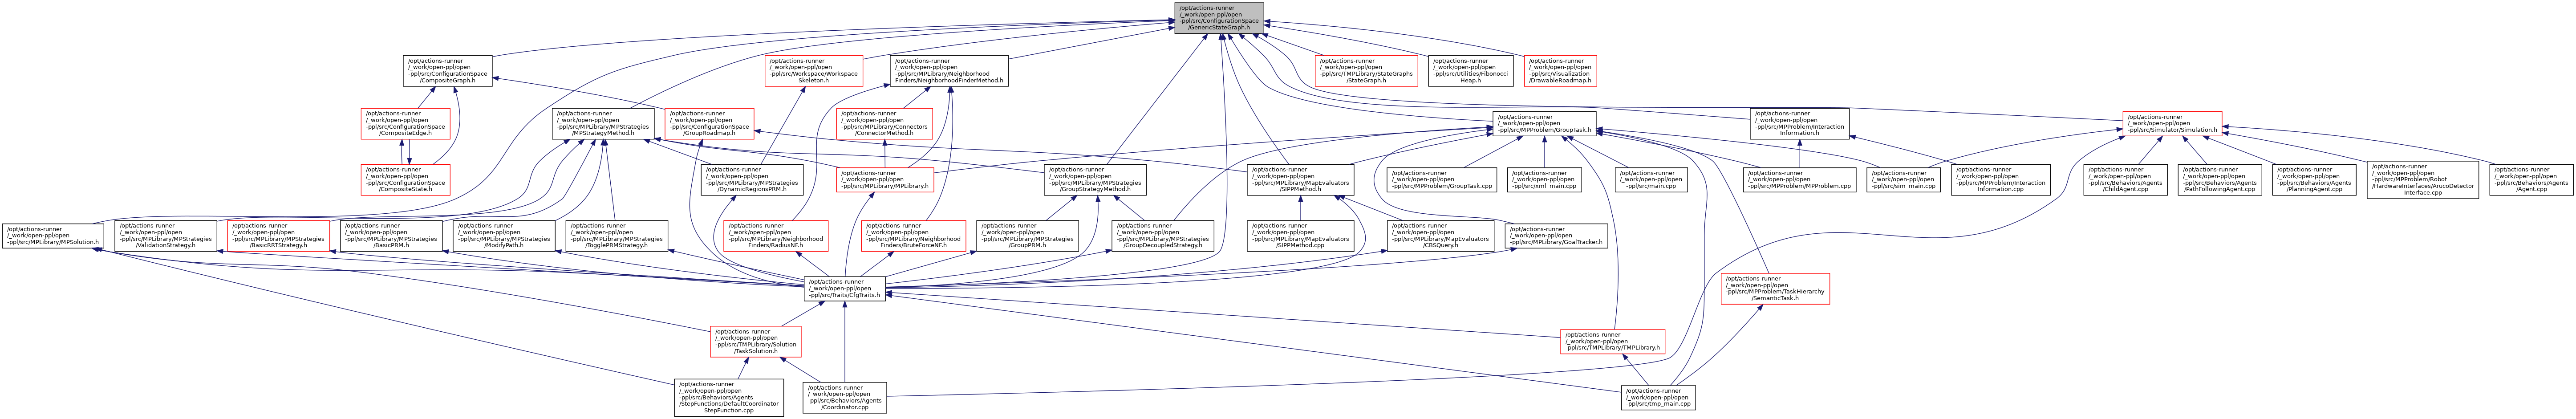 /opt/actions-runner
/_work/open-ppl/open
-ppl/src/ConfigurationSpace
/GenericStateGraph.h
/opt/actions-runner
/_work/open-ppl/open
-ppl/src/ConfigurationSpace
/CompositeGraph.h
/opt/actions-runner
/_work/open-ppl/open
-ppl/src/Workspace/Workspace
Skeleton.h
/opt/actions-runner
/_work/open-ppl/open
-ppl/src/MPLibrary/Neighborhood
Finders/NeighborhoodFinderMethod.h
/opt/actions-runner
/_work/open-ppl/open
-ppl/src/TMPLibrary/StateGraphs
/StateGraph.h
/opt/actions-runner
/_work/open-ppl/open
-ppl/src/Utilities/Fibonocci
Heap.h
/opt/actions-runner
/_work/open-ppl/open
-ppl/src/Visualization
/DrawableRoadmap.h
/opt/actions-runner
/_work/open-ppl/open
-ppl/src/ConfigurationSpace
/CompositeEdge.h
/opt/actions-runner
/_work/open-ppl/open
-ppl/src/MPLibrary/MPStrategies
/MPStrategyMethod.h
/opt/actions-runner
/_work/open-ppl/open
-ppl/src/ConfigurationSpace
/GroupRoadmap.h
/opt/actions-runner
/_work/open-ppl/open
-ppl/src/MPLibrary/Connectors
/ConnectorMethod.h
/opt/actions-runner
/_work/open-ppl/open
-ppl/src/MPProblem/GroupTask.h
/opt/actions-runner
/_work/open-ppl/open
-ppl/src/MPProblem/Interaction
Information.h
/opt/actions-runner
/_work/open-ppl/open
-ppl/src/Simulator/Simulation.h
/opt/actions-runner
/_work/open-ppl/open
-ppl/src/ConfigurationSpace
/CompositeState.h
/opt/actions-runner
/_work/open-ppl/open
-ppl/src/MPLibrary/MPStrategies
/DynamicRegionsPRM.h
/opt/actions-runner
/_work/open-ppl/open
-ppl/src/MPLibrary/MPLibrary.h
/opt/actions-runner
/_work/open-ppl/open
-ppl/src/MPLibrary/MPStrategies
/GroupStrategyMethod.h
/opt/actions-runner
/_work/open-ppl/open
-ppl/src/MPLibrary/MapEvaluators
/SIPPMethod.h
/opt/actions-runner
/_work/open-ppl/open
-ppl/src/MPProblem/GroupTask.cpp
/opt/actions-runner
/_work/open-ppl/open
-ppl/src/xml_main.cpp
/opt/actions-runner
/_work/open-ppl/open
-ppl/src/main.cpp
/opt/actions-runner
/_work/open-ppl/open
-ppl/src/MPProblem/MPProblem.cpp
/opt/actions-runner
/_work/open-ppl/open
-ppl/src/sim_main.cpp
/opt/actions-runner
/_work/open-ppl/open
-ppl/src/MPProblem/Interaction
Information.cpp
/opt/actions-runner
/_work/open-ppl/open
-ppl/src/Behaviors/Agents
/ChildAgent.cpp
/opt/actions-runner
/_work/open-ppl/open
-ppl/src/Behaviors/Agents
/PathFollowingAgent.cpp
/opt/actions-runner
/_work/open-ppl/open
-ppl/src/Behaviors/Agents
/PlanningAgent.cpp
/opt/actions-runner
/_work/open-ppl/open
-ppl/src/MPProblem/Robot
/HardwareInterfaces/ArucoDetector
Interface.cpp
/opt/actions-runner
/_work/open-ppl/open
-ppl/src/Behaviors/Agents
/Agent.cpp
/opt/actions-runner
/_work/open-ppl/open
-ppl/src/MPLibrary/MPSolution.h
/opt/actions-runner
/_work/open-ppl/open
-ppl/src/MPLibrary/MPStrategies
/ValidationStrategy.h
/opt/actions-runner
/_work/open-ppl/open
-ppl/src/MPLibrary/MPStrategies
/BasicRRTStrategy.h
/opt/actions-runner
/_work/open-ppl/open
-ppl/src/MPLibrary/MPStrategies
/BasicPRM.h
/opt/actions-runner
/_work/open-ppl/open
-ppl/src/MPLibrary/MPStrategies
/ModifyPath.h
/opt/actions-runner
/_work/open-ppl/open
-ppl/src/MPLibrary/MPStrategies
/TogglePRMStrategy.h
/opt/actions-runner
/_work/open-ppl/open
-ppl/src/MPLibrary/Neighborhood
Finders/RadiusNF.h
/opt/actions-runner
/_work/open-ppl/open
-ppl/src/MPLibrary/Neighborhood
Finders/BruteForceNF.h
/opt/actions-runner
/_work/open-ppl/open
-ppl/src/MPLibrary/MPStrategies
/GroupPRM.h
/opt/actions-runner
/_work/open-ppl/open
-ppl/src/MPLibrary/MPStrategies
/GroupDecoupledStrategy.h
/opt/actions-runner
/_work/open-ppl/open
-ppl/src/MPLibrary/MapEvaluators
/SIPPMethod.cpp
/opt/actions-runner
/_work/open-ppl/open
-ppl/src/MPLibrary/MapEvaluators
/CBSQuery.h
/opt/actions-runner
/_work/open-ppl/open
-ppl/src/MPLibrary/GoalTracker.h
/opt/actions-runner
/_work/open-ppl/open
-ppl/src/Traits/CfgTraits.h
/opt/actions-runner
/_work/open-ppl/open
-ppl/src/MPProblem/TaskHierarchy
/SemanticTask.h
/opt/actions-runner
/_work/open-ppl/open
-ppl/src/TMPLibrary/Solution
/TaskSolution.h
/opt/actions-runner
/_work/open-ppl/open
-ppl/src/TMPLibrary/TMPLibrary.h
/opt/actions-runner
/_work/open-ppl/open
-ppl/src/Behaviors/Agents
/StepFunctions/DefaultCoordinator
StepFunction.cpp
/opt/actions-runner
/_work/open-ppl/open
-ppl/src/Behaviors/Agents
/Coordinator.cpp
/opt/actions-runner
/_work/open-ppl/open
-ppl/src/tmp_main.cpp